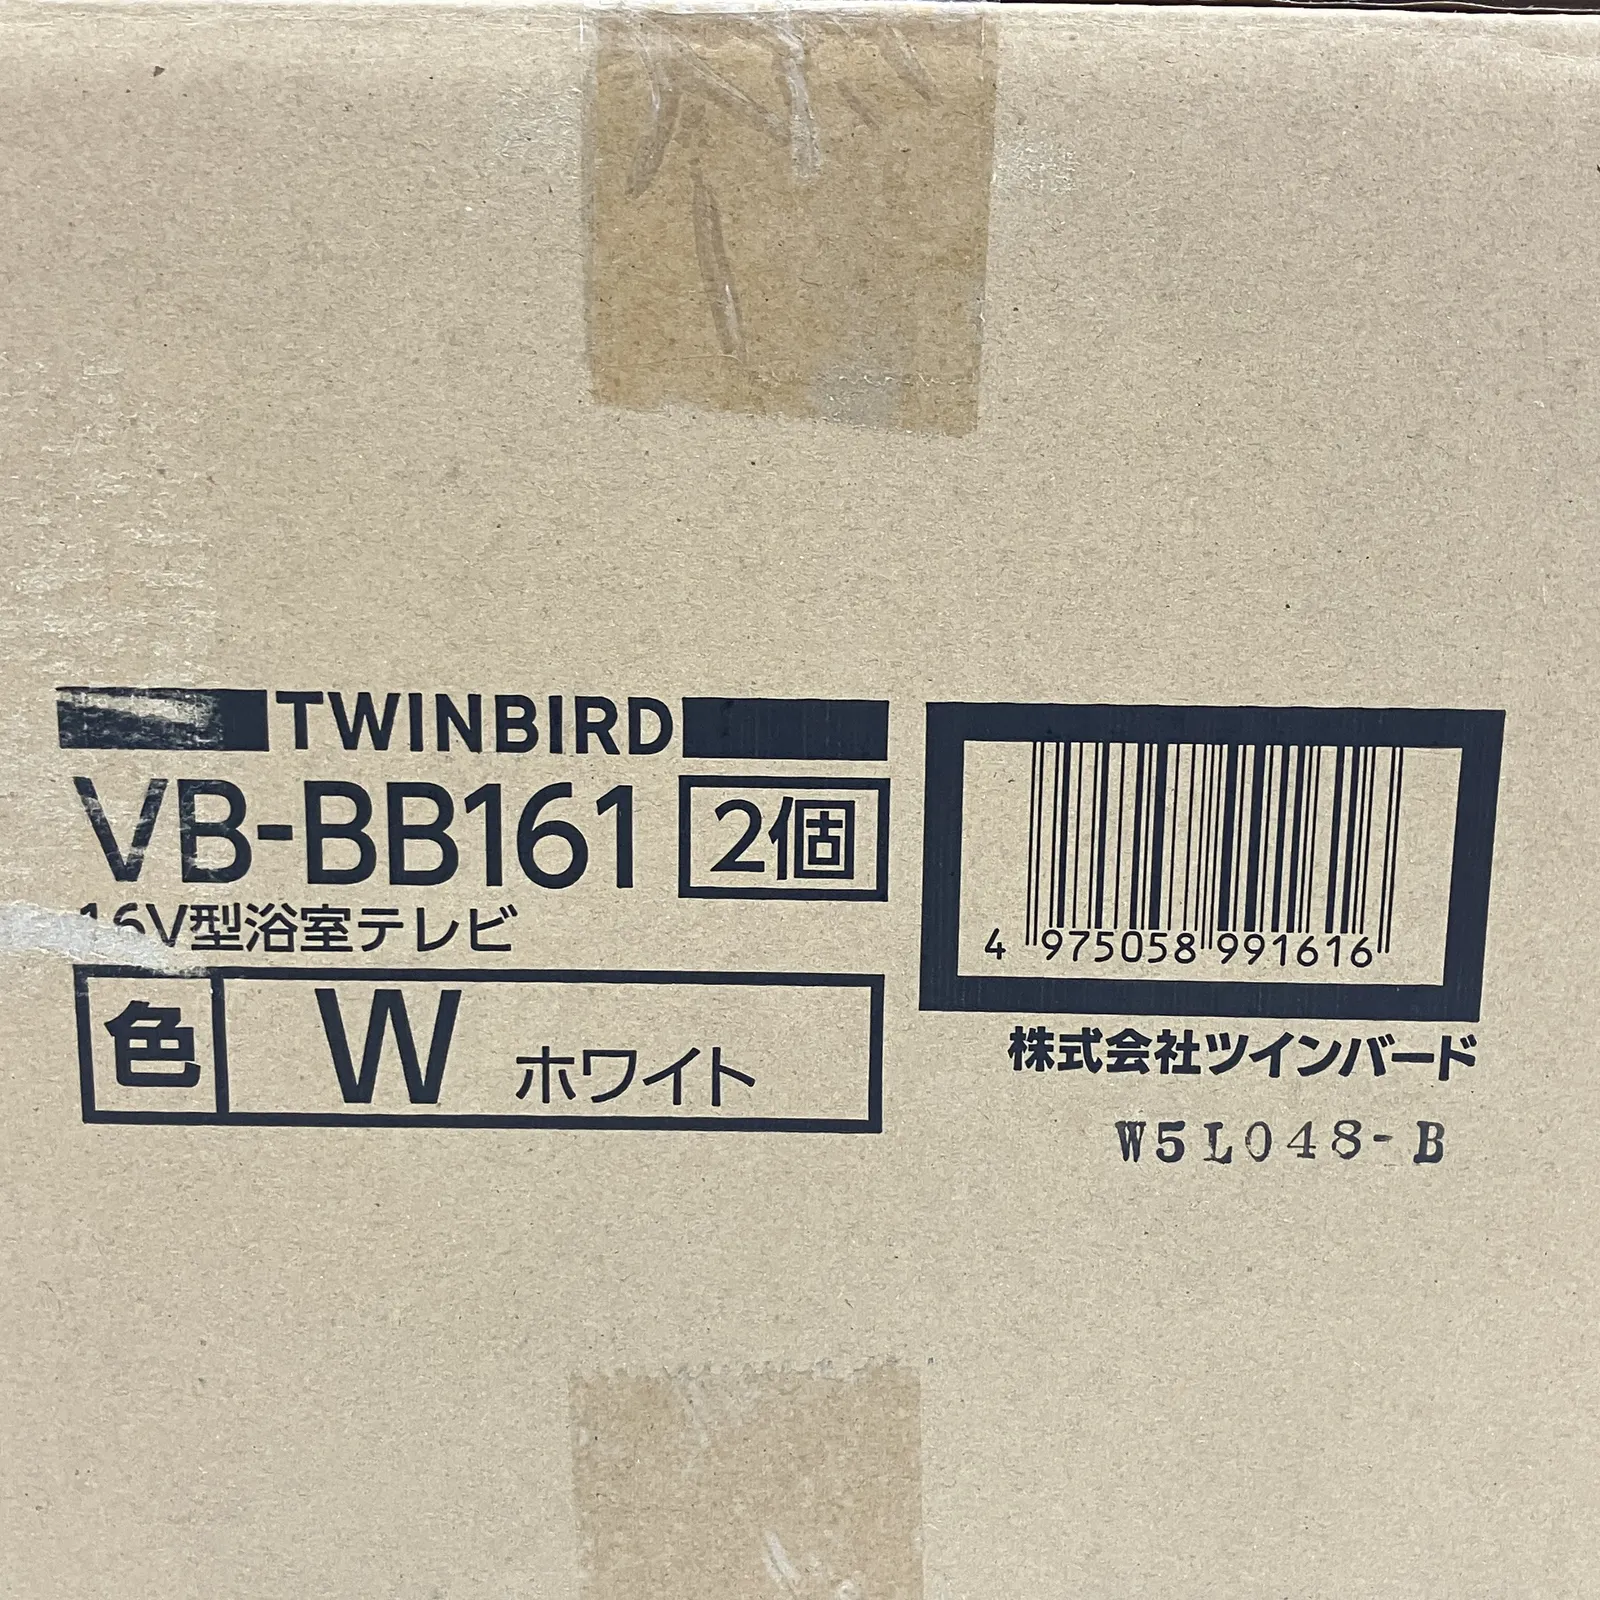 TWINBIRD
VB-BB161
2個
16V型浴室テレビ
色
W ホワイト
4 975058 991616
株式会社ツインバード
W5L048-B